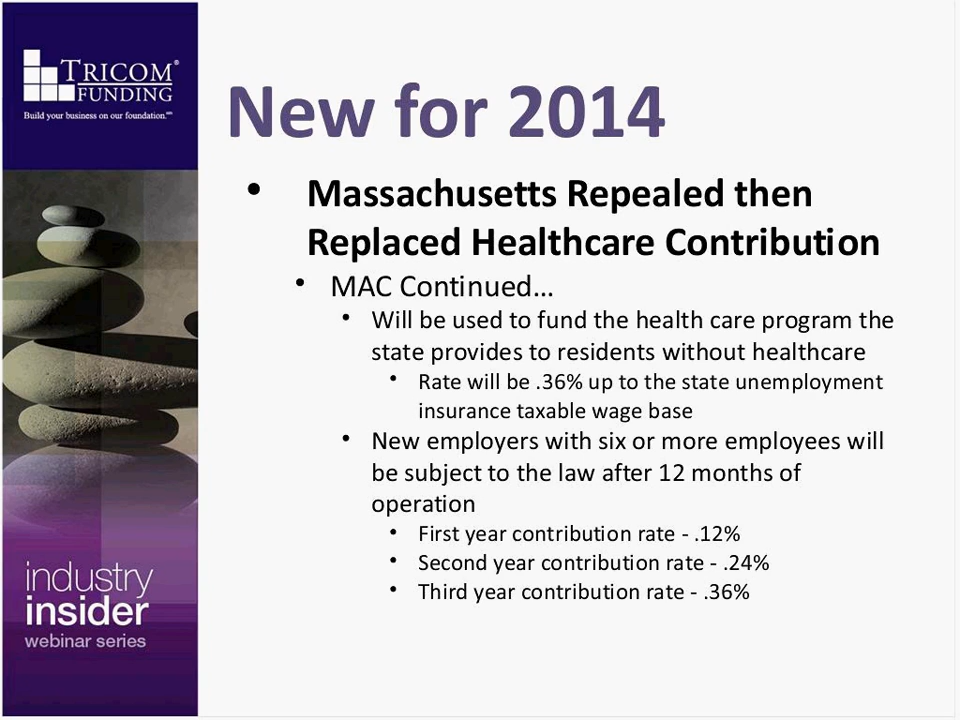 TRICOM®
FUNDING
Build your business on our foundation.℠
New for 2014
• Massachusetts Repealed then
Replaced Healthcare Contribution
• MAC Continued…
• Will be used to fund the health care program the
state provides to residents without healthcare
• Rate will be .36% up to the state unemployment
insurance taxable wage base
• New employers with six or more employees will
be subject to the law after 12 months of
operation
• First year contribution rate - .12%
• Second year contribution rate - .24%
• Third year contribution rate - .36%
industry
insider
webinar series